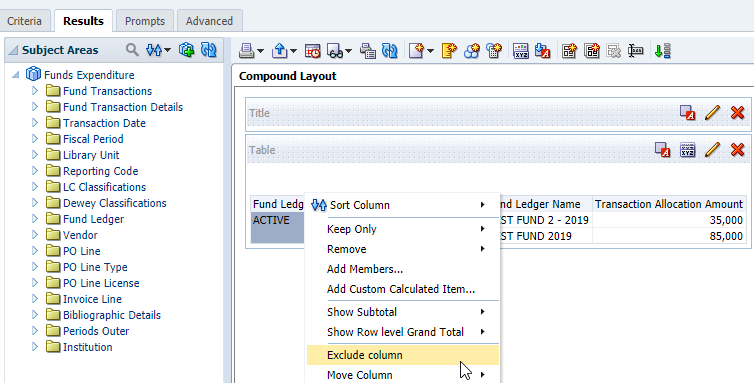 Criteria
Results
Prompts
Advanced
Subject Areas
Funds Expenditure
Fund Transactions
Fund Transaction Details
Transaction Date
Fiscal Period
Library Unit
Reporting Code
LC Classifications
Dewey Classifications
Fund Ledger
Vendor
PO Line
PO Line Type
PO Line License
Invoice Line
Bibliographic Details
Periods Outer
Institution
Compound Layout
Title
Table
Fund Ledg
nd Ledger Name
Transaction Allocation Amount
ACTIVE
ST FUND 2 - 2019
35,000
ST FUND 2019
85,000
Sort Column
Keep Only
Remove
Add Members...
Add Custom Calculated Item...
Show Subtotal
Show Row level Grand Total
Exclude column
Move Column